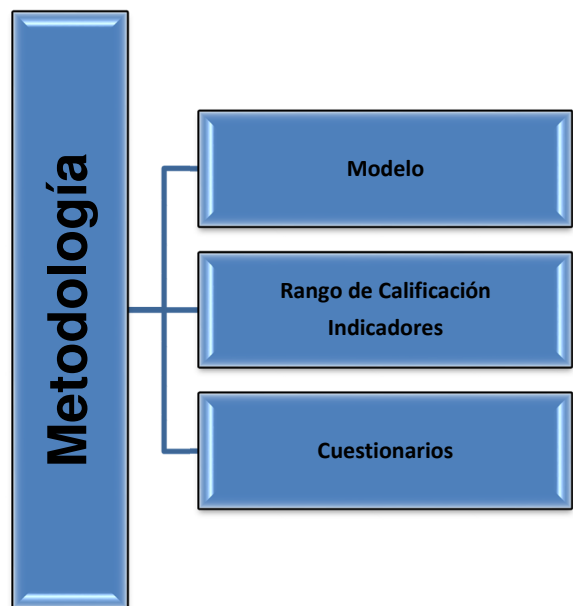 Metodología
Modelo
Rango de Calificación
Indicadores
Cuestionarios